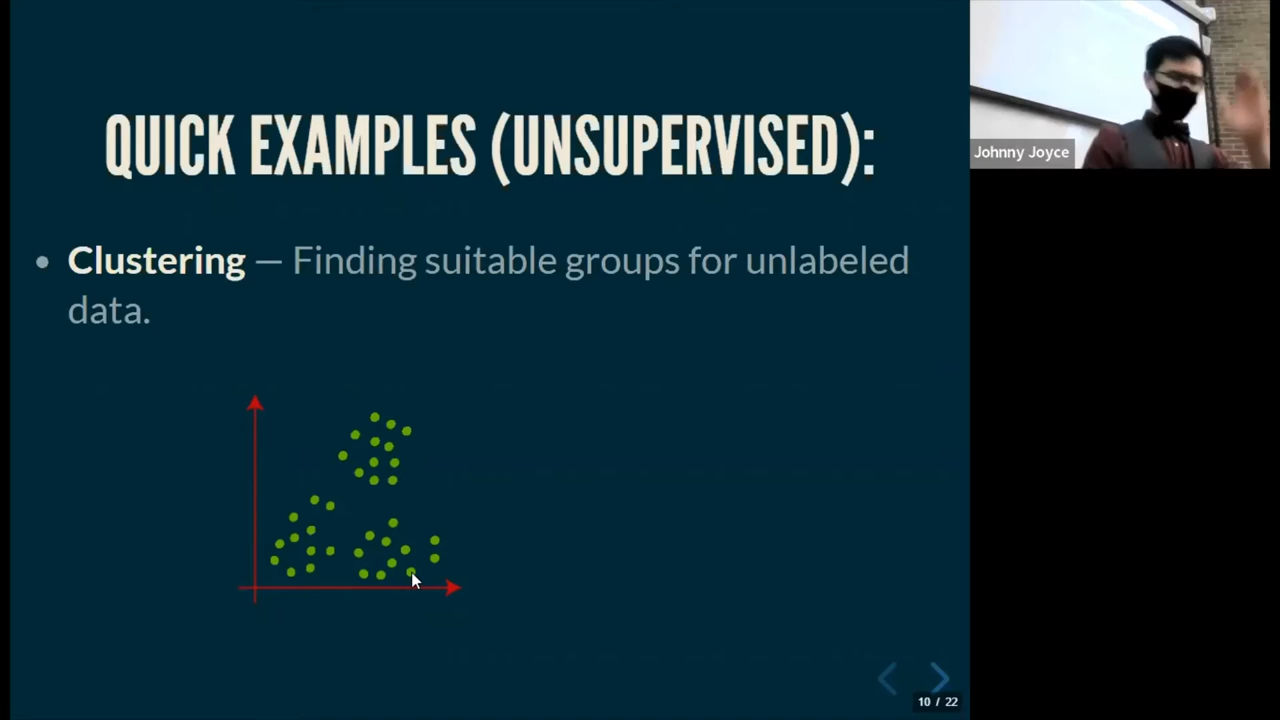 QUICK EXAMPLES (UNSUPERVISED):
• Clustering — Finding suitable groups for unlabeled
data.
Johnny Joyce
10 / 22